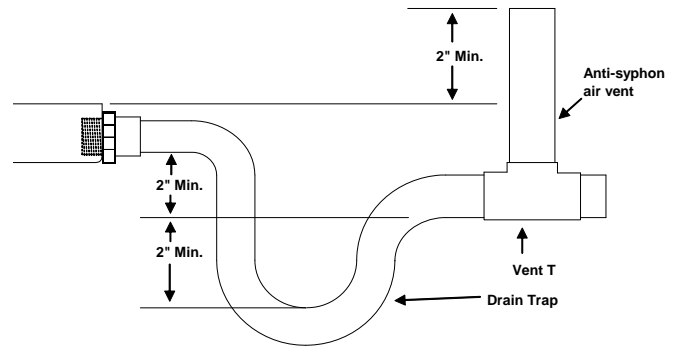 2" Min.
Anti-syphon
air vent
2" Min.
2" Min.
Vent T
Drain Trap